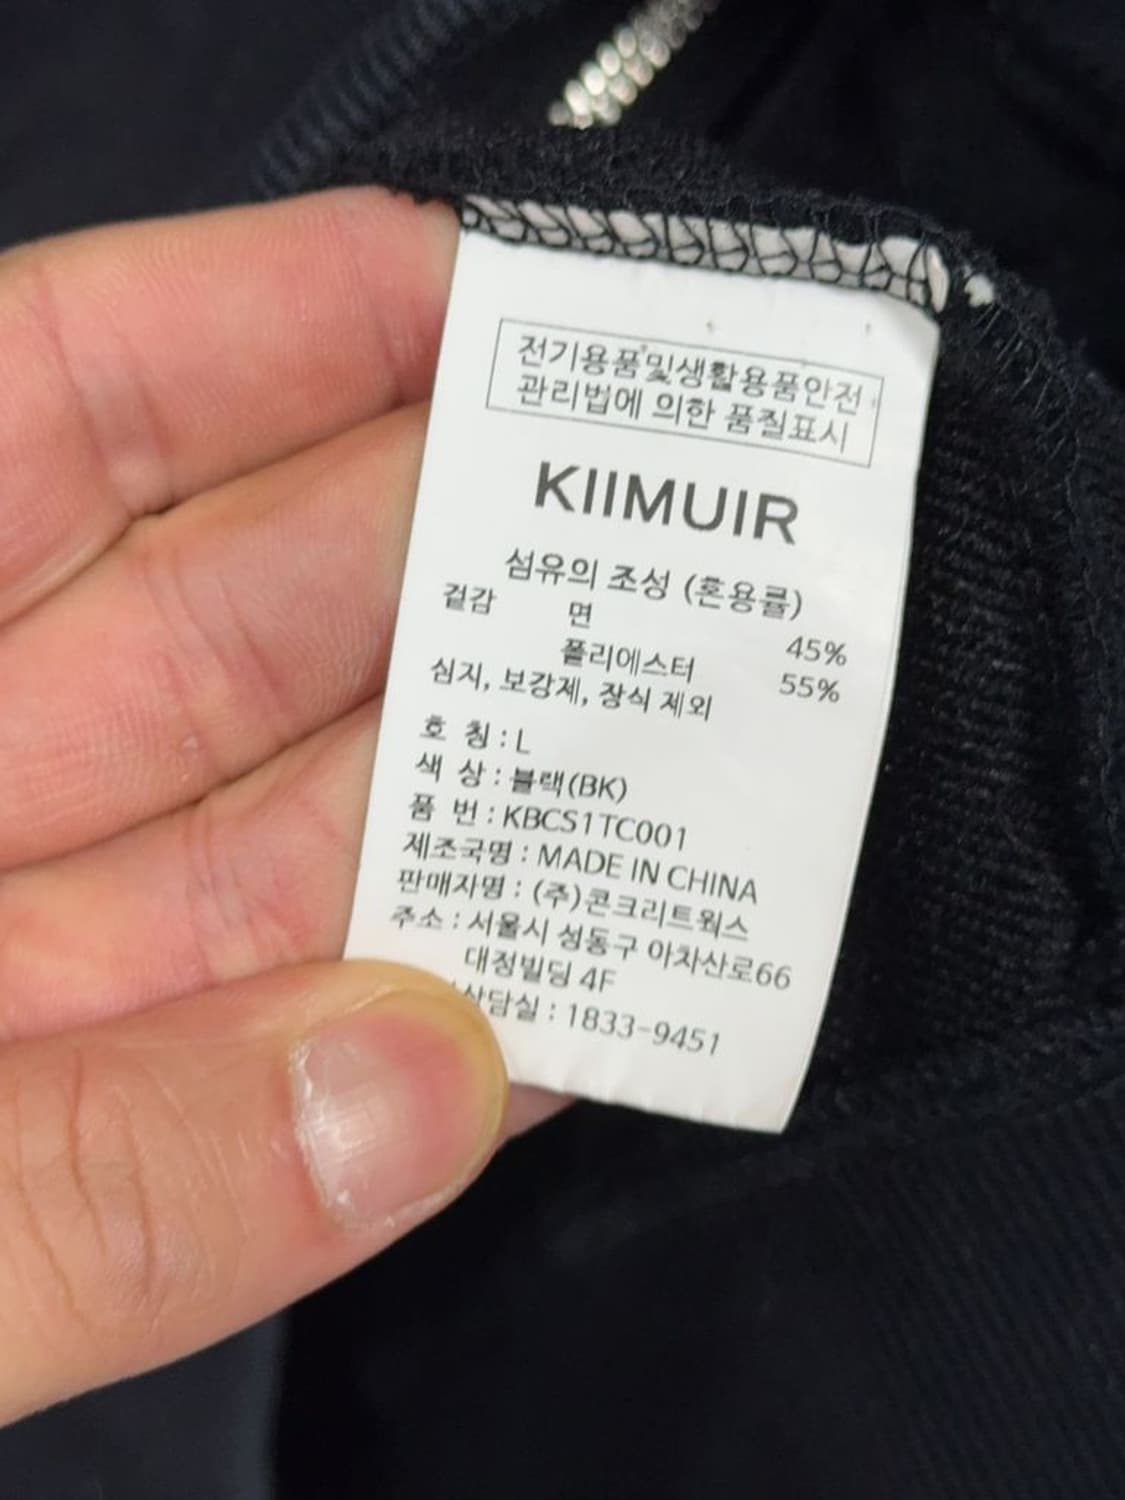 전기용품및생활용품안전
관리법에 의한 품질표시
KIIMUIR
섬유의 조성 (혼용률)
겉감 면 45%
폴리에스터 55%
심지, 보강제, 장식 제외
호 칭 : L
색 상 : 블랙(BK)
품 번 : KBCS1TC001
제조국명 : MADE IN CHINA
판매자명 : (주)콘크리트웍스
주소 : 서울시 성동구 아차산로66
대정빌딩 4F
상담실 : 1833-9451